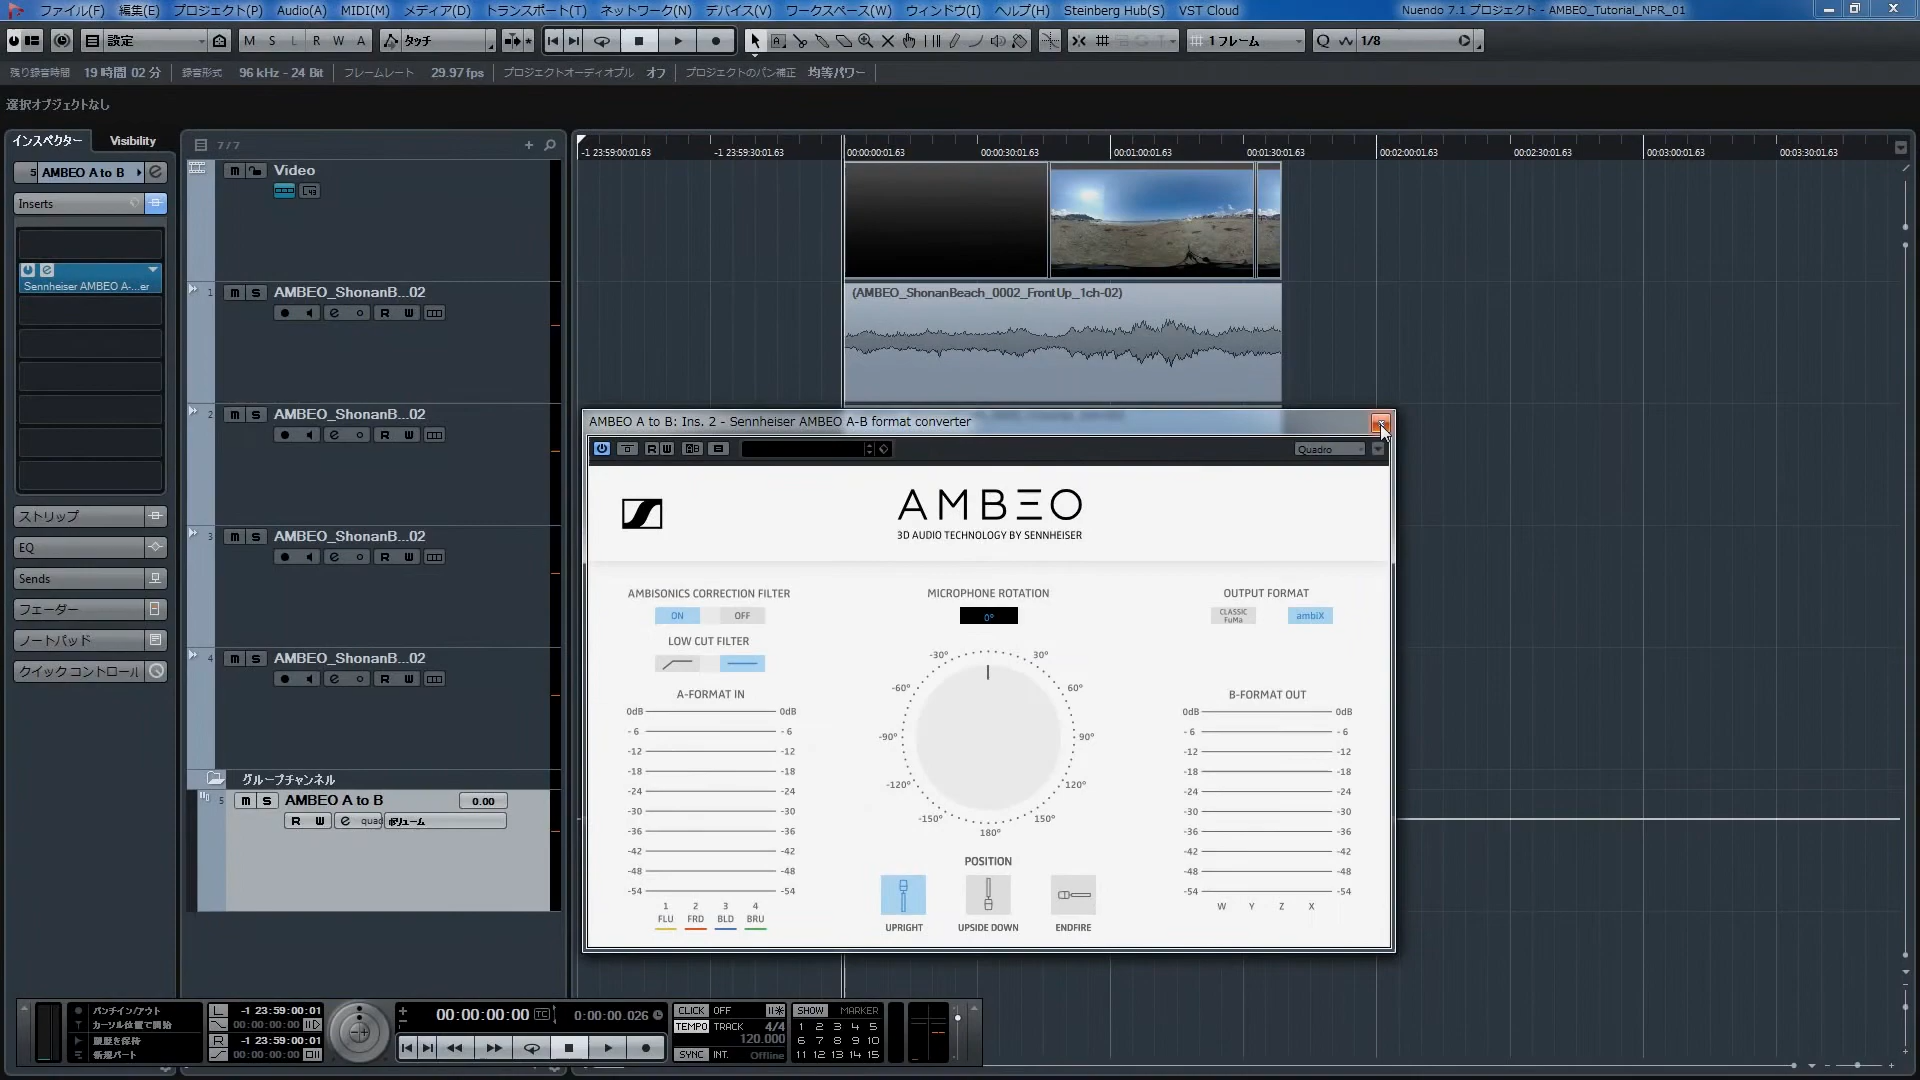 ファイル(F) 編集(E) プロジェクト(P) Audio(A) MIDI(M) メディア(D) トランスポート(T) ネットワーク(N) デバイス(V) ワークスペース(W) ウィンドウ(I) ヘルプ(H) Steinberg Hub(S) VST Cloud Nuendo 7.1 プロジェクト - AMBEO_Tutorial_NPR_01
設定 M S L R W A タッチ 1 フレーム Q 1/8
残り録音時間 19 時間 02 分 録音形式 96 kHz - 24 Bit フレームレート 29.97 fps プロジェクトオーディオプル オフ プロジェクトのパン補正 均等パワー
選択オブジェクトなし
インスペクター Visibility 7/7
-1 23:59:00:01.63 -1 23:59:30:01.63 00:00:00:01.63 00:00:30:01.63 00:01:00:01.63 00:01:30:01.63 00:02:00:01.63 00:02:30:01.63 00:03:00:01.63 00:03:30:01.63
5 AMBEO A to B
Inserts
Sennheiser AMBEO A-...er
ストリップ
EQ
Sends
フェーダー
ノートパッド
クイック コントロール
m Video
1 m S AMBEO_ShonanB...02
R W
2 m S AMBEO_ShonanB...02
R W
3 m S AMBEO_ShonanB...02
R W
4 m S AMBEO_ShonanB...02
R W
グループチャンネル
5 m S AMBEO A to B 0.00
R W e quad ボリューム
(AMBEO_ShonanBeach_0002_FrontUp_1ch-02)
AMBEO A to B: Ins. 2 - Sennheiser AMBEO A-B format converter
R W Quadro
AMBEO
3D AUDIO TECHNOLOGY BY SENNHEISER
AMBISONICS CORRECTION FILTER
ON OFF
LOW CUT FILTER
A-FORMAT IN
0dB 0dB
- 6 - 6
-12 -12
-18 -18
-24 -24
-30 -30
-36 -36
-42 -42
-48 -48
-54 -54
1 2 3 4
FLU FRD BLD BRU
MICROPHONE ROTATION
0°
-30° 30°
-60° 60°
-90° 90°
-120° 120°
-150° 150°
180°
POSITION
UPRIGHT UPSIDE DOWN ENDFIRE
OUTPUT FORMAT
CLASSIC FuMa ambiX
B-FORMAT OUT
0dB 0dB
- 6 - 6
-12 -12
-18 -18
-24 -24
-30 -30
-36 -36
-42 -42
-48 -48
-54 -54
W Y Z X
パンチイン/アウト
カーソル位置で開始
履歴を保持
新規パート
L -1 23:59:00:01
00:00:00:00
R -1 23:59:00:01
00:00:00:00
00:00:00:00 TC 0:00:00.026
CLICK OFF
TEMPO TRACK 4/4
120.000
SYNC INT. Offline
SHOW MARKER
1 2 3 4 5
6 7 8 9 10
11 12 13 14 15